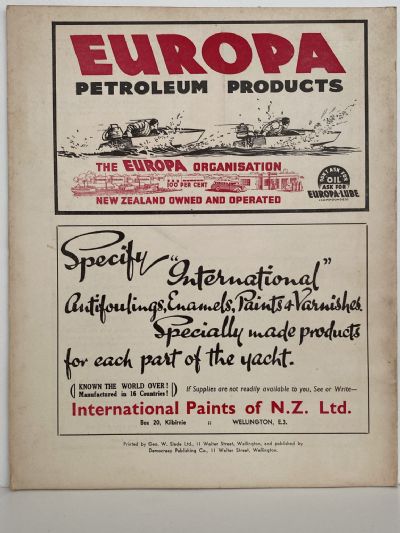 EUROPA
PETROLEUM PRODUCTS
THE EUROPA ORGANISATION
100 PER CENT
NEW ZEALAND OWNED AND OPERATED
DON'T ASK FOR
OIL
ASK FOR
EUROPA-LUBE
Specify "International"
Antifoulings, Enamels, Paints & Varnishes.
Specially made products
for each part of the yacht.
(KNOWN THE WORLD OVER!
Manufactured in 16 Countries!)
If Supplies are not readily available to you, See or Write—
International Paints of N.Z. Ltd.
Box 20, Kilbirnie :: WELLINGTON, E.3.
Printed by Geo. W. Slade Ltd., 11 Walter Street, Wellington, and published by
Democracy Publishing Co., 11 Walter Street, Wellington.